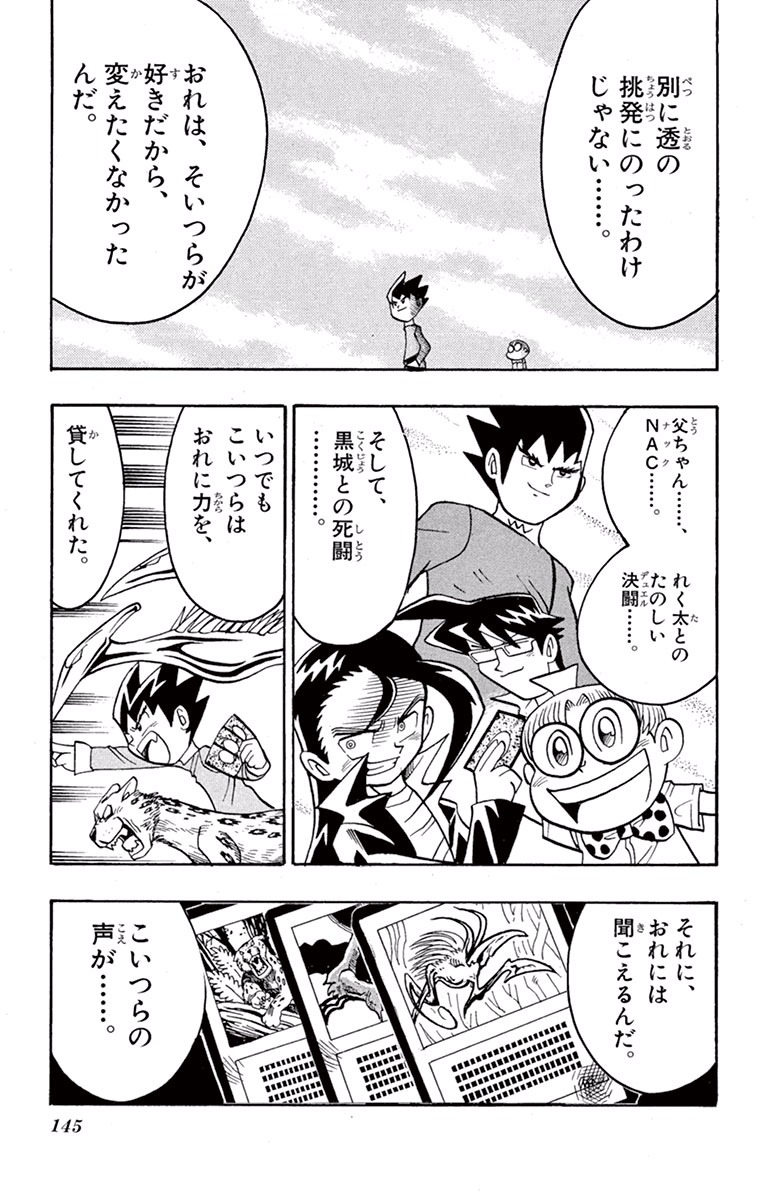 別に透の
挑発にのったわけ
じゃない……。
おれは、そいつらが
好きだから、
変えたくなかった
んだ。
父ちゃん……、
NAC……。
れく太との
たのしい
決闘……。
そして、
黒城との死闘
………。
いつでも
こいつらは
おれに力を、
貸してくれた。
それに、
おれには
聞こえるんだ。
こいつらの
声が……。
145